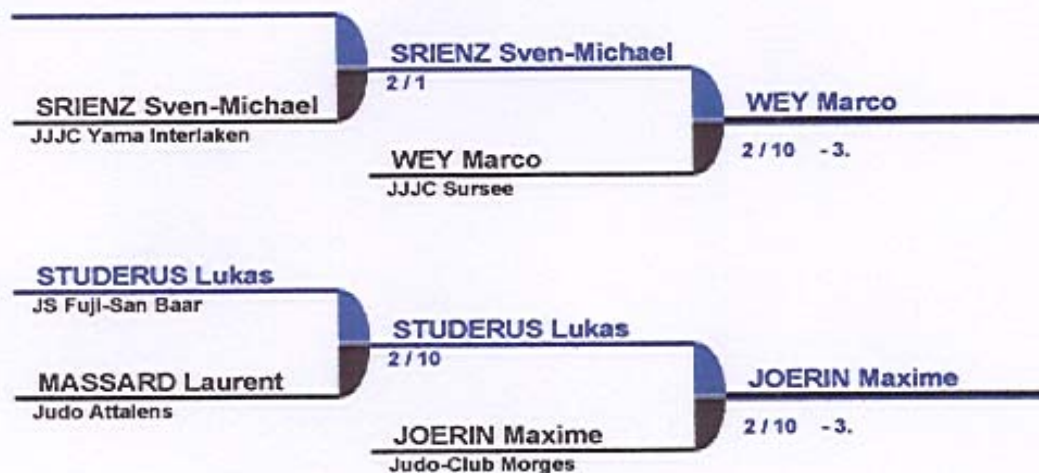 SRIENZ Sven-Michael
JJJC Yama Interlaken
SRIENZ Sven-Michael
2 / 1
WEY Marco
JJJC Sursee
WEY Marco
2 / 10 - 3.
STUDERUS Lukas
JS Fuji-San Baar
MASSARD Laurent
Judo Attalens
STUDERUS Lukas
2 / 10
JOERIN Maxime
Judo-Club Morges
JOERIN Maxime
2 / 10 - 3.